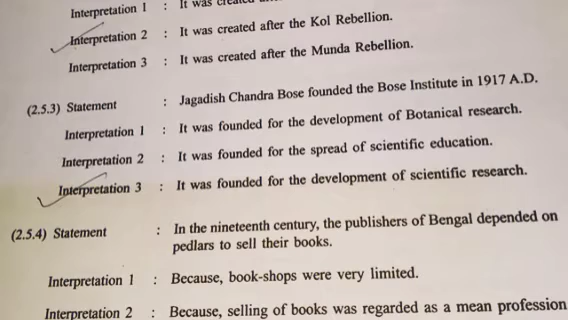 Interpretation 1 : It was created after
Interpretation 2 : It was created after the Kol Rebellion.
Interpretation 3 : It was created after the Munda Rebellion.
(2.5.3) Statement : Jagadish Chandra Bose founded the Bose Institute in 1917 A.D.
Interpretation 1 : It was founded for the development of Botanical research.
Interpretation 2 : It was founded for the spread of scientific education.
Interpretation 3 : It was founded for the development of scientific research.
(2.5.4) Statement : In the nineteenth century, the publishers of Bengal depended on
pedlars to sell their books.
Interpretation 1 : Because, book-shops were very limited.
Interpretation 2 : Because, selling of books was regarded as a mean profession